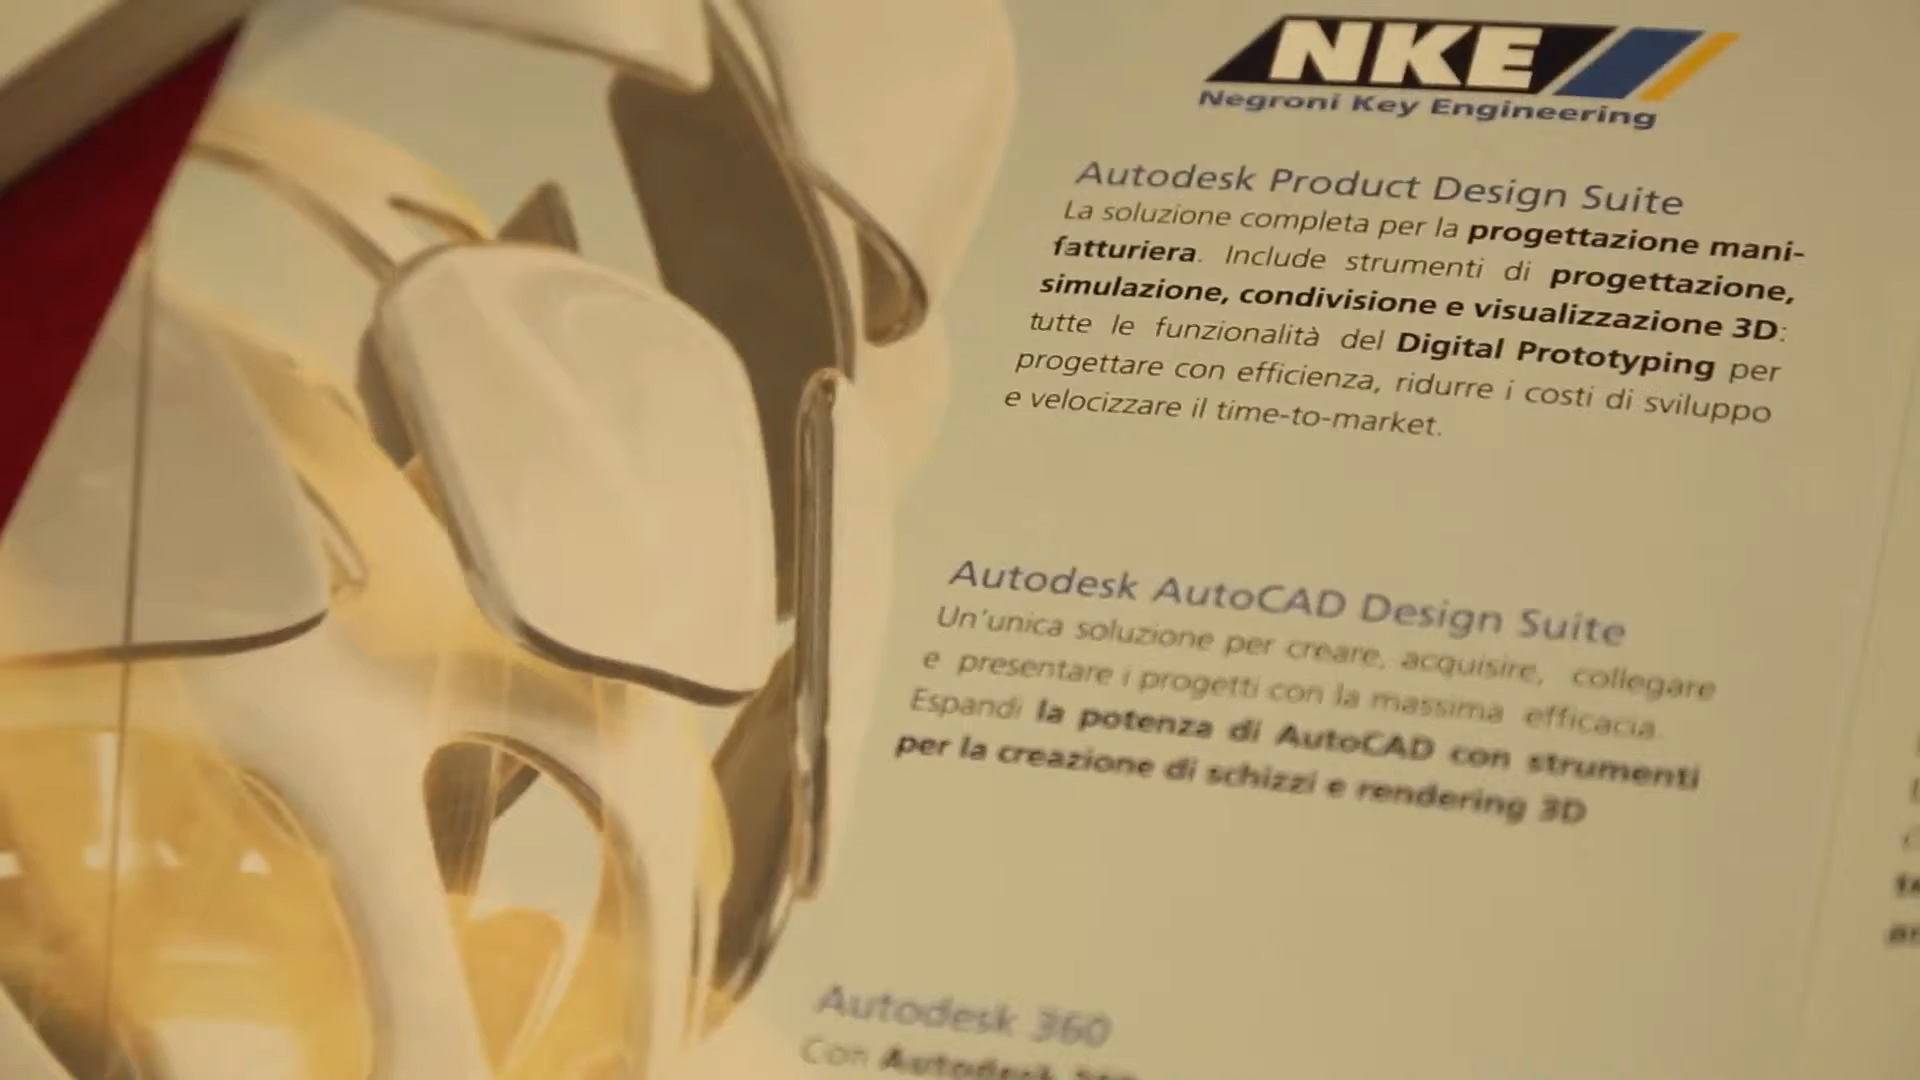 NKE
Negroni Key Engineering
Autodesk Product Design Suite
La soluzione completa per la progettazione mani-
fatturiera. Include strumenti di progettazione,
simulazione, condivisione e visualizzazione 3D:
tutte le funzionalità del Digital Prototyping per
progettare con efficienza, ridurre i costi di sviluppo
e velocizzare il time-to-market.
Autodesk AutoCAD Design Suite
Un'unica soluzione per creare, acquisire, collegare
e presentare i progetti con la massima efficacia.
Espandi la potenza di AutoCAD con strumenti
per la creazione di schizzi e rendering 3D
Autodesk 360
Con Autodesk